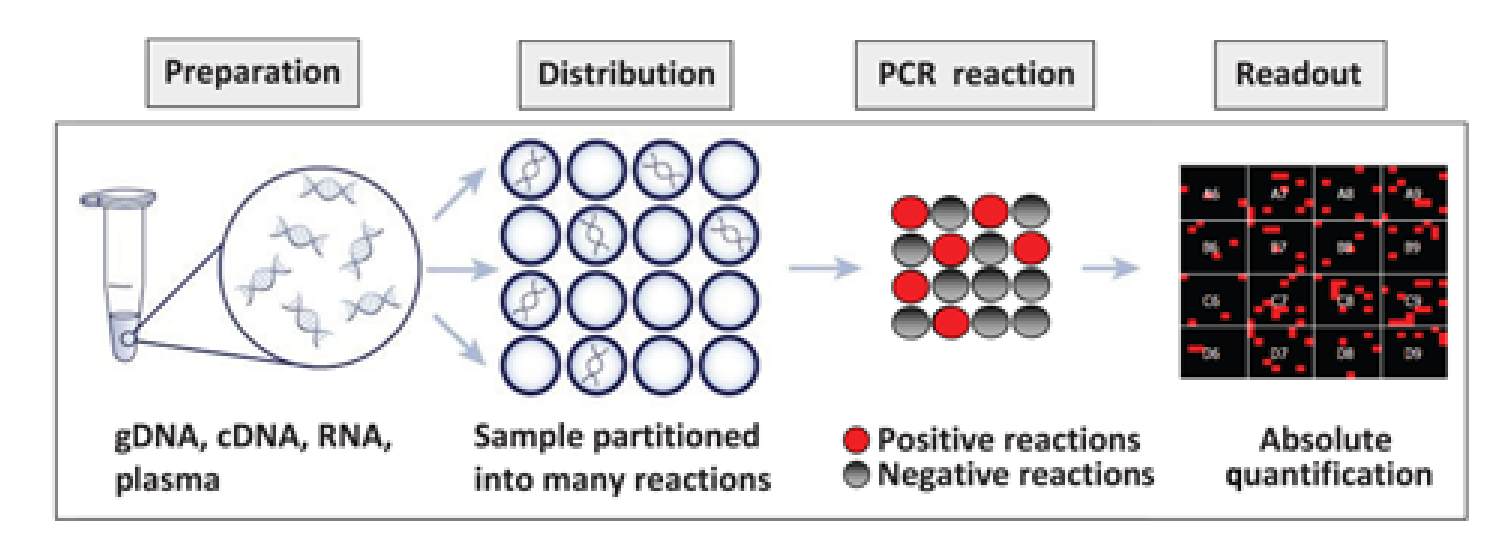 Preparation
Distribution
PCR reaction
Readout
A6 A7 A8 A9
B7 B8 B9
C6 C7 C8 C9
D6 D7 D8 D9
gDNA, cDNA, RNA,
plasma
Sample partitioned
into many reactions
Positive reactions
Negative reactions
Absolute
quantification